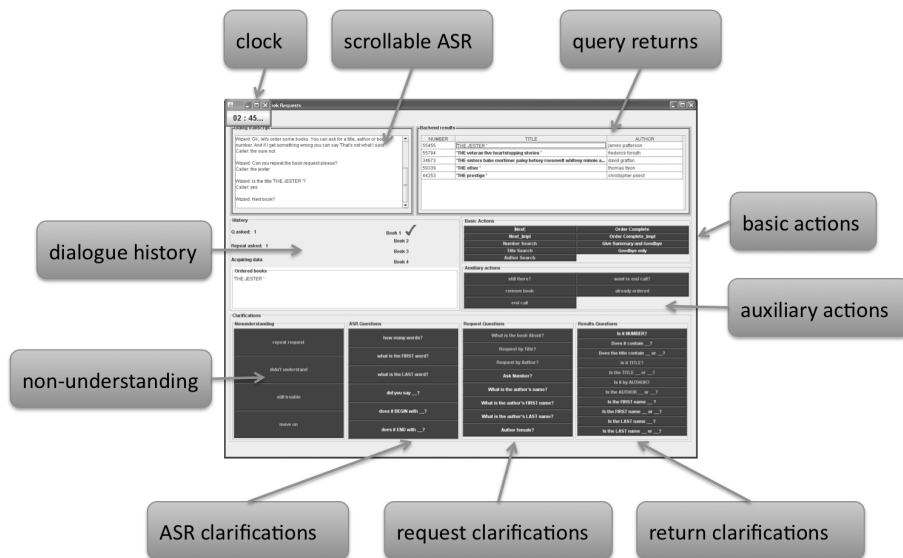 clock
scrollable ASR
query returns
ok Requests
02 : 45...
Dialog transcript
Wizard: On, let's order some books. You can ask for a title, author or book
number. And if I get something wrong you can say 'That's not what I said'
Caller: the sure not
Wizard: Can you repeat the book request please?
Caller: the jester
Wizard: Is the title 'THE JESTER '?
Caller: yes
Wizard: Next book?
Backend results
NUMBER TITLE AUTHOR
55455 'THE JESTER ' james patterson
55794 'THE veteran five heartstopping stories ' frederick forsyth
34673 'THE sisters babe mortimer paley betsey roosevelt whitney minnie a... david grafton
59339 'THE other ' thomas tryon
44253 'THE prestige ' christopher priest
History
Q asked: 1
Repeat asked: 1
Acquiring data
Book 1
Book 2
Book 3
Book 4
Ordered books
'THE JESTER '
Basic Actions
Next Order Complete
Next_Impl Order Complete_Impl
Number Search Give Summary and Goodbye
Title Search Goodbye only
Author Search
Auxiliary actions
still there? want to end call?
remove book already ordered
end call
basic actions
dialogue history
auxiliary actions
non-understanding
Clarifications
Nonunderstanding
repeat request
didn't understand
still trouble
move on
ASR Questions
how many words?
what is the FIRST word?
what is the LAST word?
did you say __?
does it BEGIN with __?
does it END with __?
Request Questions
What is the book About?
Request by Title?
Request by Author?
Ask Number?
What is the author's name?
What is the author's FIRST name?
What is the author's LAST name?
Author female?
Results Questions
Is it NUMBER?
Does it contain __?
Does the title contain __ or __?
Is it TITLE?
Is the TITLE __ or __?
Is it by AUTHOR?
Is the AUTHOR __ or __?
Is the FIRST name __?
Is the FIRST name __ or __?
Is the LAST name __?
Is the LAST name __ or __?
ASR clarifications
request clarifications
return clarifications